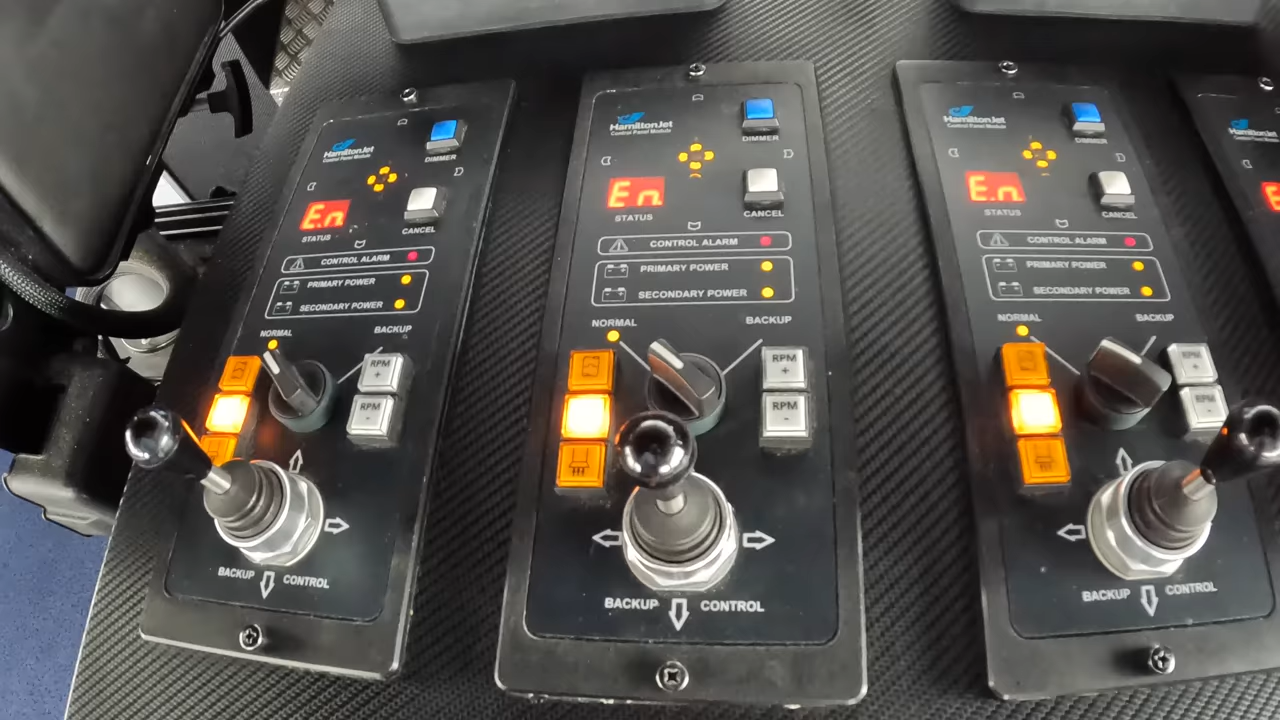 HamiltonJet
Control Panel Module
DIMMER
En
STATUS
CANCEL
CONTROL ALARM
PRIMARY POWER
SECONDARY POWER
NORMAL
BACKUP
RPM
+
RPM
-
BACKUP CONTROL
HamiltonJet
Control Panel Module
DIMMER
En
STATUS
CANCEL
CONTROL ALARM
PRIMARY POWER
SECONDARY POWER
NORMAL
BACKUP
RPM
+
RPM
-
BACKUP CONTROL
HamiltonJet
Control Panel Module
DIMMER
E.n
STATUS
CANCEL
CONTROL ALARM
PRIMARY POWER
SECONDARY POWER
NORMAL
BACKUP
RPM
+
RPM
-
BACKUP CONTROL
HamiltonJet
Control Panel Module